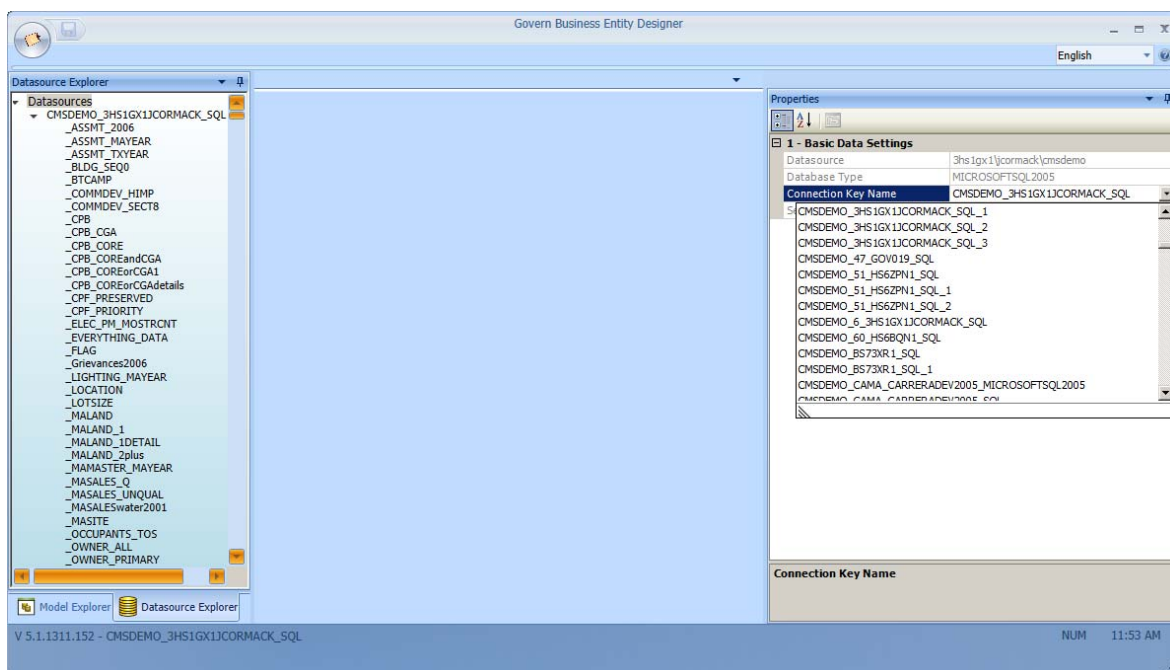 Govern Business Entity Designer
English
Datasource Explorer
Datasources
CMSDEMO_3HS1GX1JCORMACK_SQL
_ASSMT_2006
_ASSMT_MAYEAR
_ASSMT_TXYEAR
_BLDG_SEQ0
_BTCAMP
_COMMDEV_HIMP
_COMMDEV_SECT8
_CPB
_CPB_CGA
_CPB_CORE
_CPB_COREandCGA
_CPB_COREorCGA1
_CPB_COREorCGAdetails
_CPF_PRESERVED
_CPF_PRIORITY
_ELEC_PM_MOSTRCNT
_EVERYTHING_DATA
_FLAG
_Grievances2006
_LIGHTING_MAYEAR
_LOCATION
_LOTSIZE
_MALAND
_MALAND_1
_MALAND_1DETAIL
_MALAND_2plus
_MAMASTER_MAYEAR
_MASALES_Q
_MASALES_UNQUAL
_MASALESwater2001
_MASITE
_OCCUPANTS_TOS
_OWNER_ALL
_OWNER_PRIMARY
Model Explorer
Datasource Explorer
Properties
1 - Basic Data Settings
Datasource 3hs1gx1\jcormack\cmsdemo
Database Type MICROSOFTSQL2005
Connection Key Name CMSDEMO_3HS1GX1JCORMACK_SQL
CMSDEMO_3HS1GX1JCORMACK_SQL_1
CMSDEMO_3HS1GX1JCORMACK_SQL_2
CMSDEMO_3HS1GX1JCORMACK_SQL_3
CMSDEMO_47_GOV019_SQL
CMSDEMO_51_HS6ZPN1_SQL
CMSDEMO_51_HS6ZPN1_SQL_1
CMSDEMO_51_HS6ZPN1_SQL_2
CMSDEMO_6_3HS1GX1JCORMACK_SQL
CMSDEMO_60_HS6BQN1_SQL
CMSDEMO_BS73XR1_SQL
CMSDEMO_BS73XR1_SQL_1
CMSDEMO_CAMA_CARRERADEV2005_MICROSOFTSQL2005
CMSDEMO_CAMA_CARRERADEV2005_SQL
Connection Key Name
V 5.1.1311.152 - CMSDEMO_3HS1GX1JCORMACK_SQL
NUM 11:53 AM